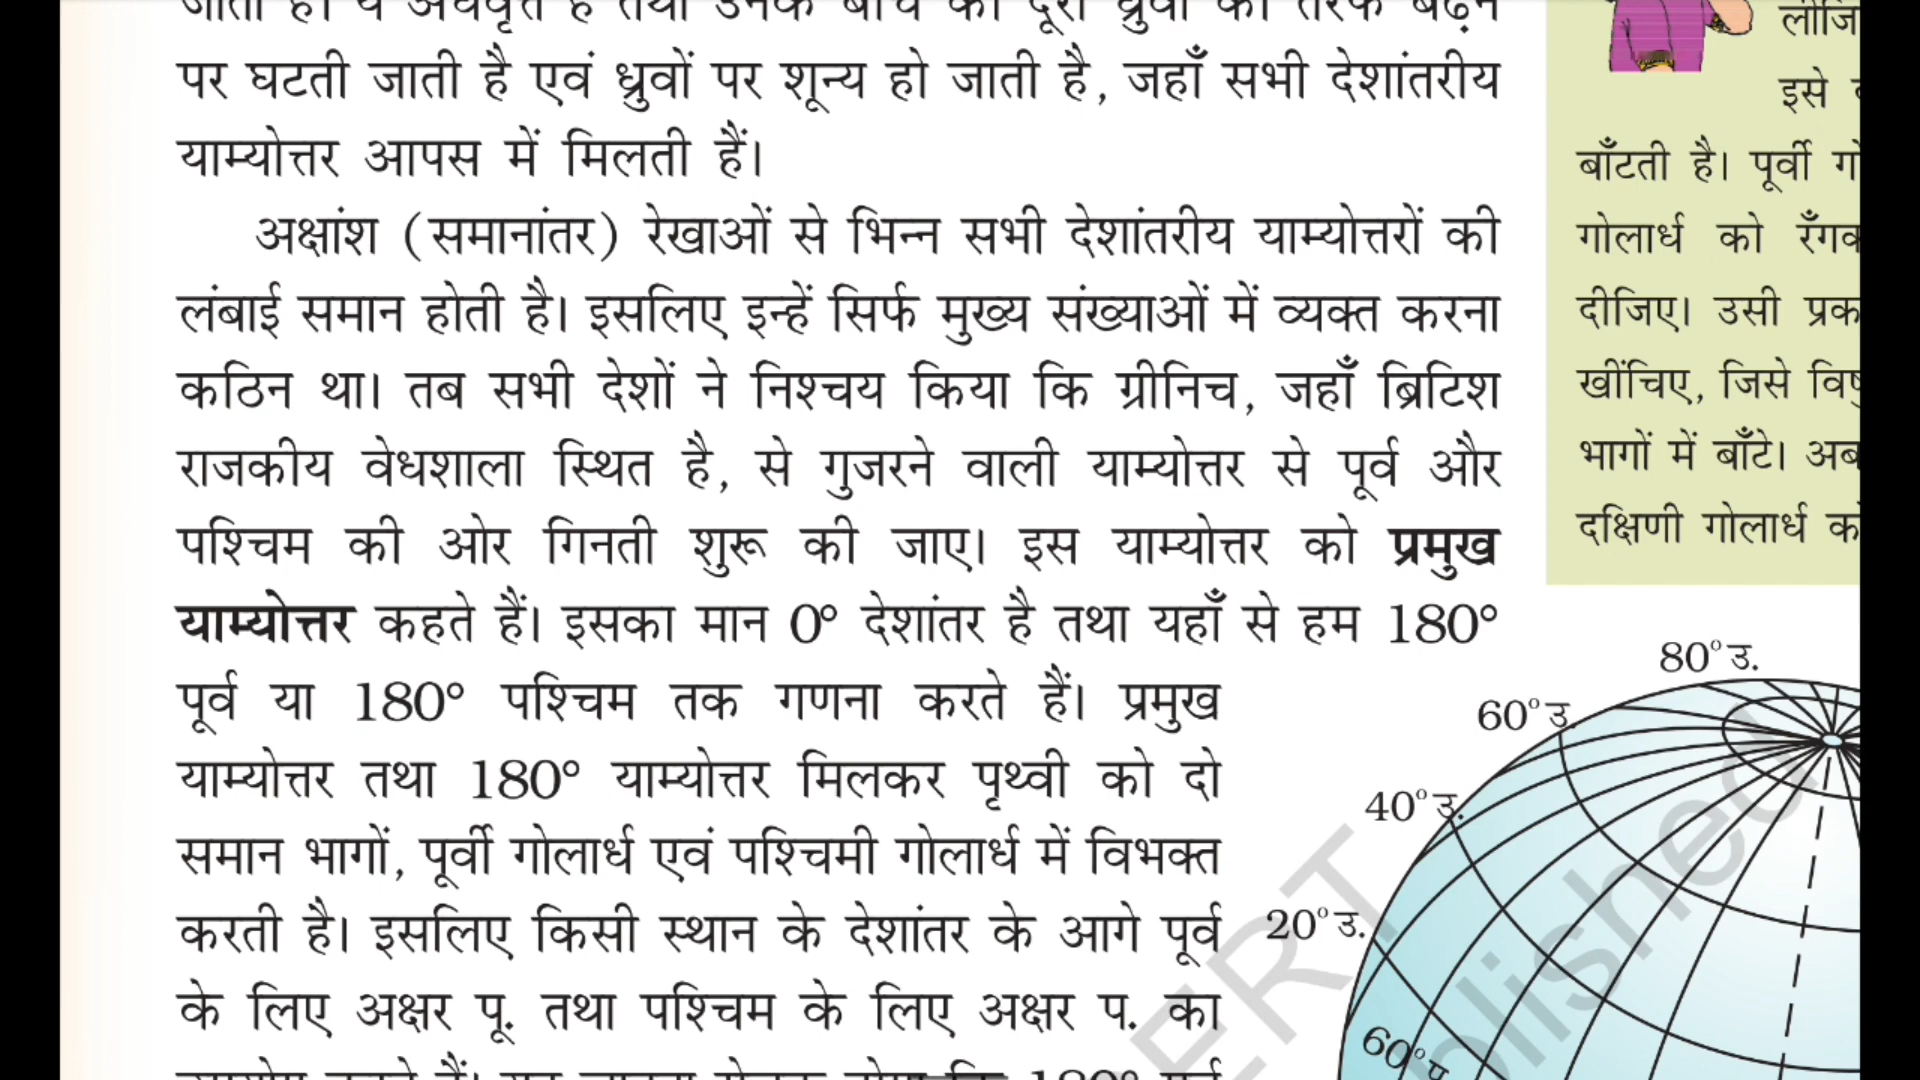 पर घटती जाती है एवं ध्रुवों पर शून्य हो जाती है, जहाँ सभी देशांतरीय
याम्योत्तर आपस में मिलती हैं।
अक्षांश (समानांतर) रेखाओं से भिन्न सभी देशांतरीय याम्योत्तरों की
लंबाई समान होती है। इसलिए इन्हें सिर्फ मुख्य संख्याओं में व्यक्त करना
कठिन था। तब सभी देशों ने निश्चय किया कि ग्रीनिच, जहाँ ब्रिटिश
राजकीय वेधशाला स्थित है, से गुजरने वाली याम्योत्तर से पूर्व और
पश्चिम की ओर गिनती शुरू की जाए। इस याम्योत्तर को प्रमुख
याम्योत्तर कहते हैं। इसका मान 0° देशांतर है तथा यहाँ से हम 180°
पूर्व या 180° पश्चिम तक गणना करते हैं। प्रमुख
याम्योत्तर तथा 180° याम्योत्तर मिलकर पृथ्वी को दो
समान भागों, पूर्वी गोलार्ध एवं पश्चिमी गोलार्ध में विभक्त
करती है। इसलिए किसी स्थान के देशांतर के आगे पूर्व
के लिए अक्षर पू. तथा पश्चिम के लिए अक्षर प. का
इसे
बाँटती है। पूर्वी
गोलार्ध को
दीजिए। उसी
खींचिए, जिसे
भागों में बाँटे। अब
दक्षिणी गोलार्ध
80° उ.
60° उ.
40° उ.
20° उ.
60° प.